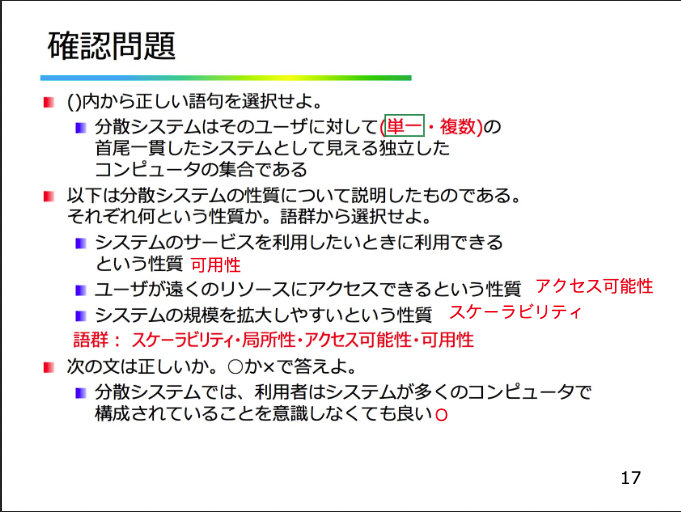 確認問題
()内から正しい語句を選択せよ。
分散システムはそのユーザに対して(単一・複数)の
首尾一貫したシステムとして見える独立した
コンピュータの集合である
以下は分散システムの性質について説明したものである。
それぞれ何という性質か。語群から選択せよ。
システムのサービスを利用したいときに利用できる
という性質 可用性
ユーザが遠くのリソースにアクセスできるという性質 アクセス可能性
システムの規模を拡大しやすいという性質 スケーラビリティ
語群： スケーラビリティ・局所性・アクセス可能性・可用性
次の文は正しいか。○か×で答えよ。
分散システムでは、利用者はシステムが多くのコンピュータで
構成されていることを意識しなくても良い○
17